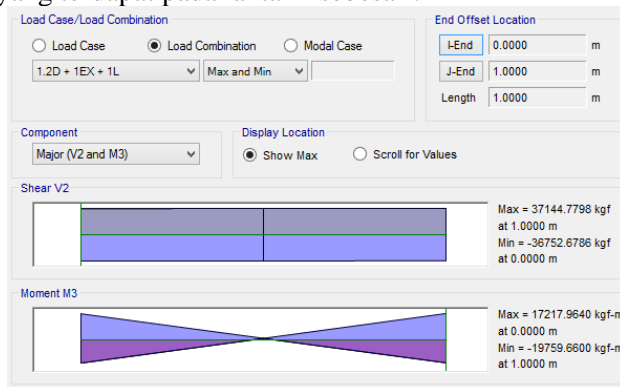 Load Case/Load Combination
Load Case Load Combination Modal Case
1.2D + 1EX + 1L Max and Min
End Offset Location
I-End 0.0000 m
J-End 1.0000 m
Length 1.0000 m
Component
Major (V2 and M3)
Display Location
Show Max Scroll for Values
Shear V2
Max = 37144.7798 kgf
at 1.0000 m
Min = -36752.6786 kgf
at 0.0000 m
Moment M3
Max = 17217.9640 kgf-m
at 0.0000 m
Min = -19759.6600 kgf-m
at 1.0000 m